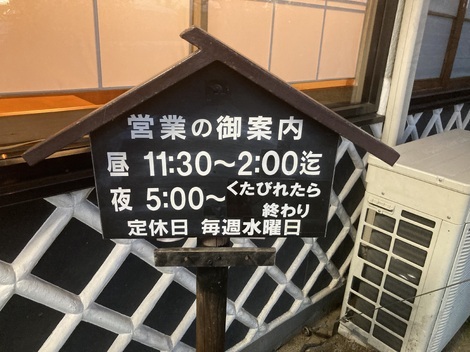 営業の御案内
昼 11:30～2:00迄
夜 5:00～くたびれたら
終わり
定休日 毎週水曜日